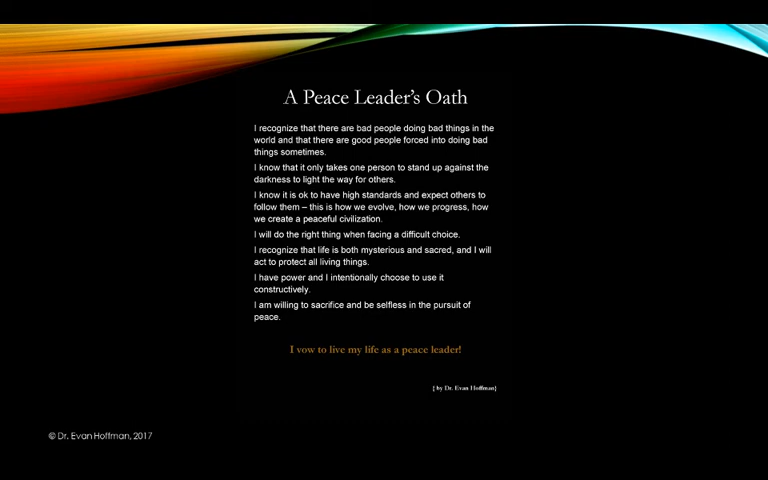 A Peace Leader's Oath
I recognize that there are bad people doing bad things in the
world and that there are good people forced into doing bad
things sometimes.
I know that it only takes one person to stand up against the
darkness to light the way for others.
I know it is ok to have high standards and expect others to
follow them – this is how we evolve, how we progress, how
we create a peaceful civilization.
I will do the right thing when facing a difficult choice.
I recognize that life is both mysterious and sacred, and I will
act to protect all living things.
I have power and I intentionally choose to use it
constructively.
I am willing to sacrifice and be selfless in the pursuit of
peace.
I vow to live my life as a peace leader!
{ by Dr. Evan Hoffman}
© Dr. Evan Hoffman, 2017